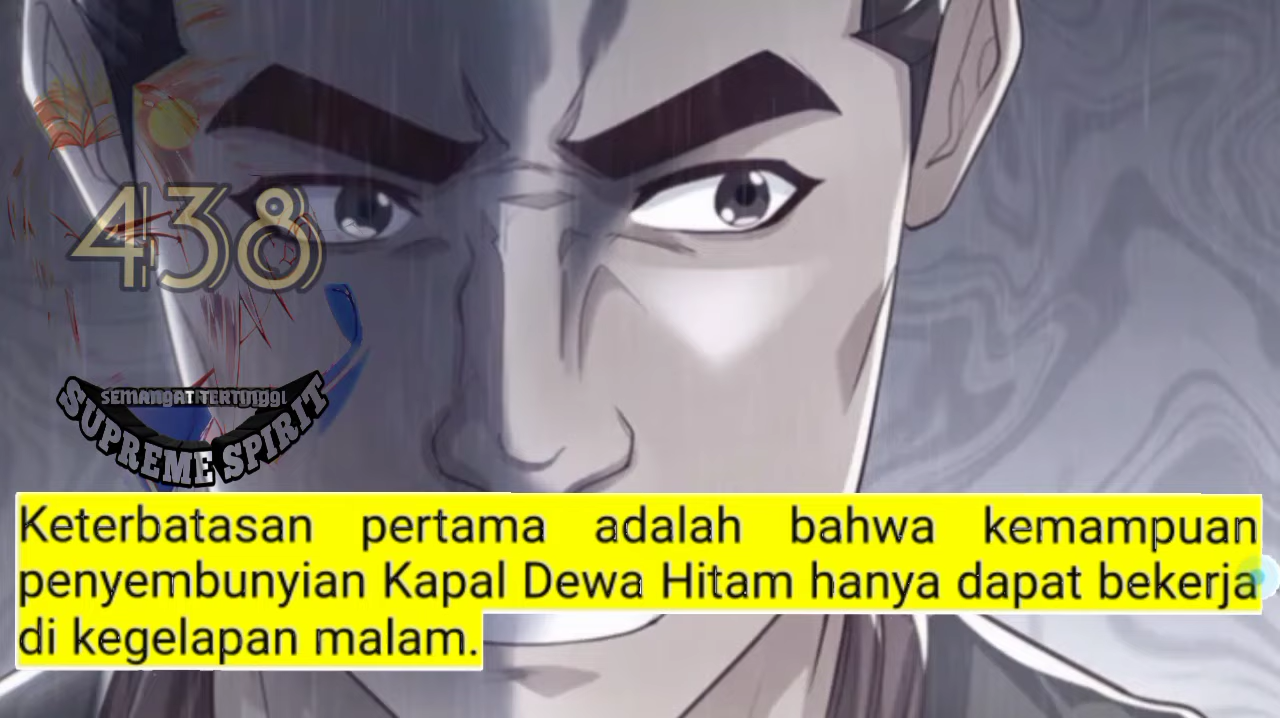 438
SEMANGAT TERTINGGI
SUPREME SPIRIT
Keterbatasan pertama adalah bahwa kemampuan
penyembunyian Kapal Dewa Hitam hanya dapat bekerja
di kegelapan malam.